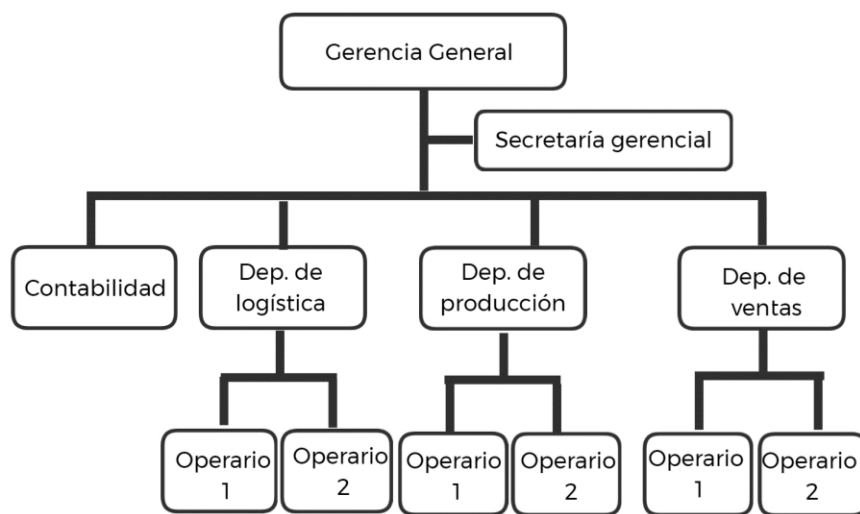 Gerencia General
Secretaría gerencial
Contabilidad
Dep. de
logística
Dep. de
producción
Dep. de
ventas
Operario
1
Operario
2
Operario
1
Operario
2
Operario
1
Operario
2